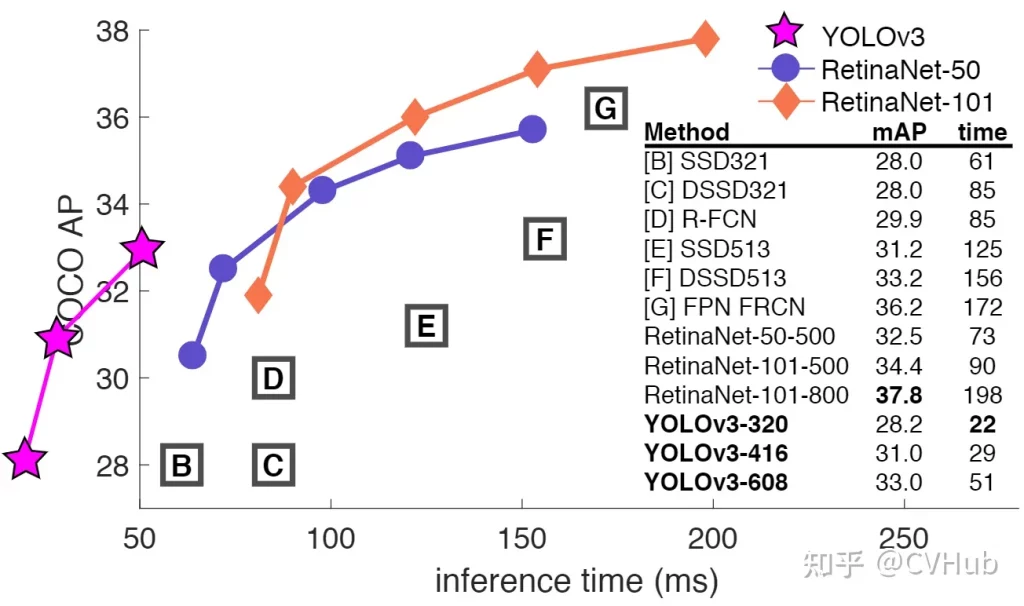 38
36
34
32
30
28
COCO AP
50
100
150
200
250
inference time (ms)
B
C
D
E
F
G
YOLOv3
RetinaNet-50
RetinaNet-101
Method mAP time
[B] SSD321 28.0 61
[C] DSSD321 28.0 85
[D] R-FCN 29.9 85
[E] SSD513 31.2 125
[F] DSSD513 33.2 156
[G] FPN FRCN 36.2 172
RetinaNet-50-500 32.5 73
RetinaNet-101-500 34.4 90
RetinaNet-101-800 37.8 198
YOLOv3-320 28.2 22
YOLOv3-416 31.0 29
YOLOv3-608 33.0 51
知乎 @CVHub